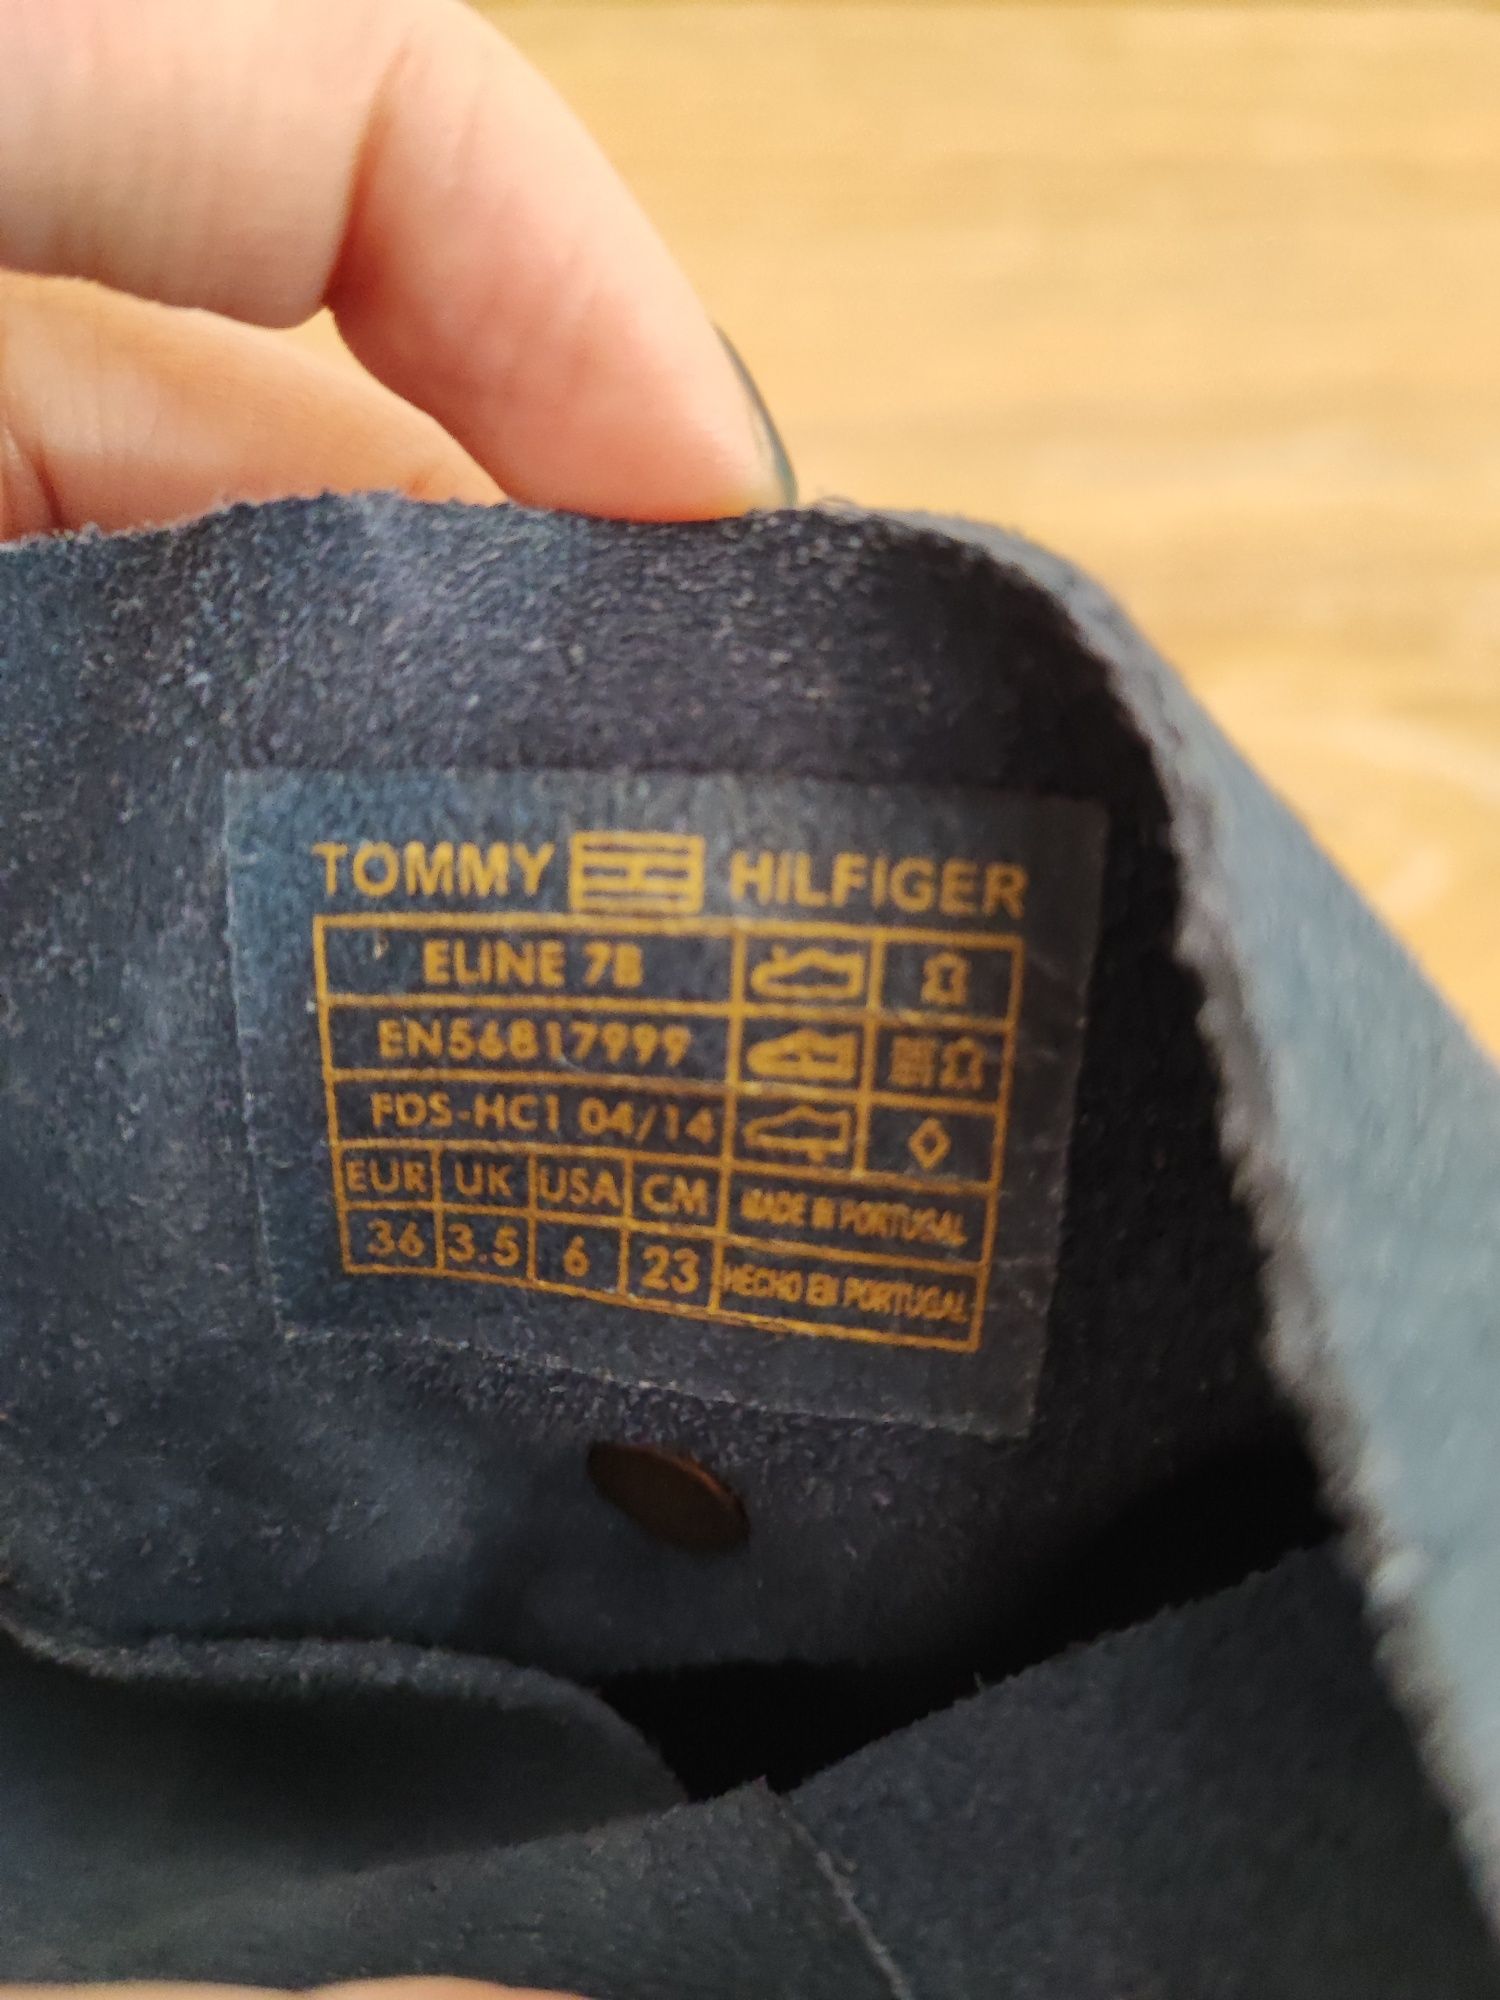 TOMMY HILFIGER
ELINE 7B
EN56817999
FDS-HC1 04/14
EUR UK USA CM
36 3.5 6 23
MADE IN PORTUGAL
HECHO EN PORTUGAL